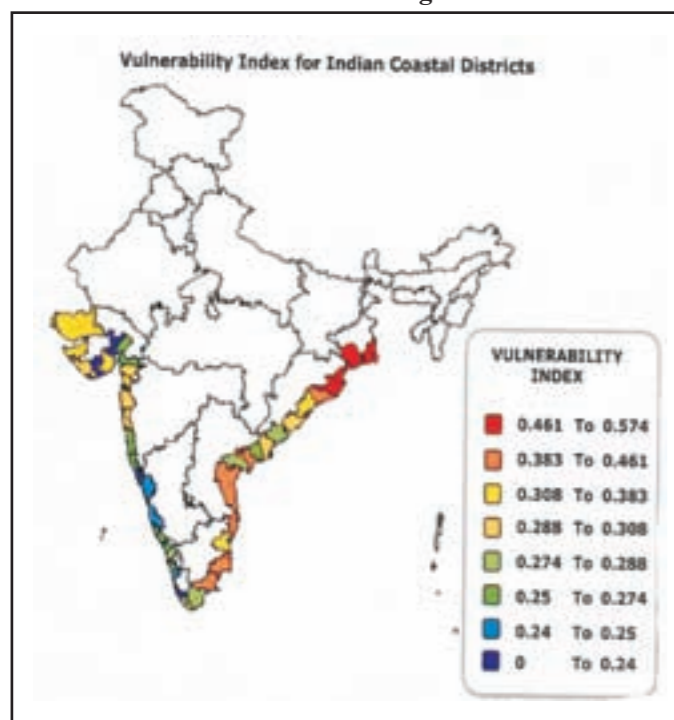 Vulnerability Index for Indian Coastal Districts
VULNERABILITY
INDEX
0.461 To 0.574
0.383 To 0.461
0.308 To 0.383
0.288 To 0.308
0.274 To 0.288
0.25 To 0.274
0.24 To 0.25
0 To 0.24